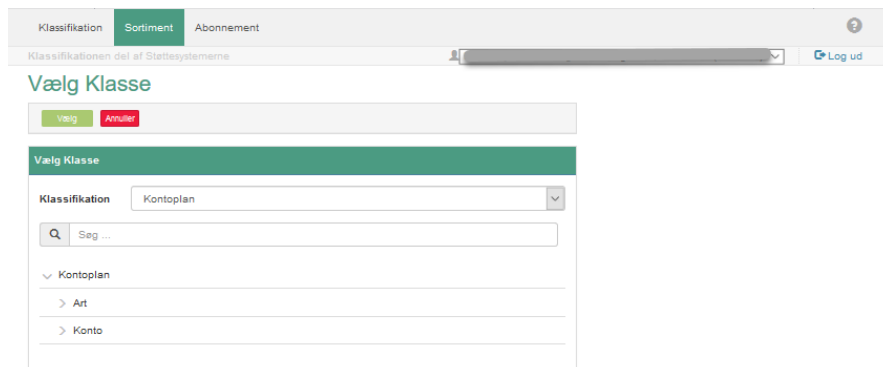 Klassifikation Sortiment Abonnement
Klassifikationen del af Støttesystemerne Log ud
Vælg Klasse
Vælg Annuller
Vælg Klasse
Klassifikation Kontoplan
Søg ...
Kontoplan
Art
Konto